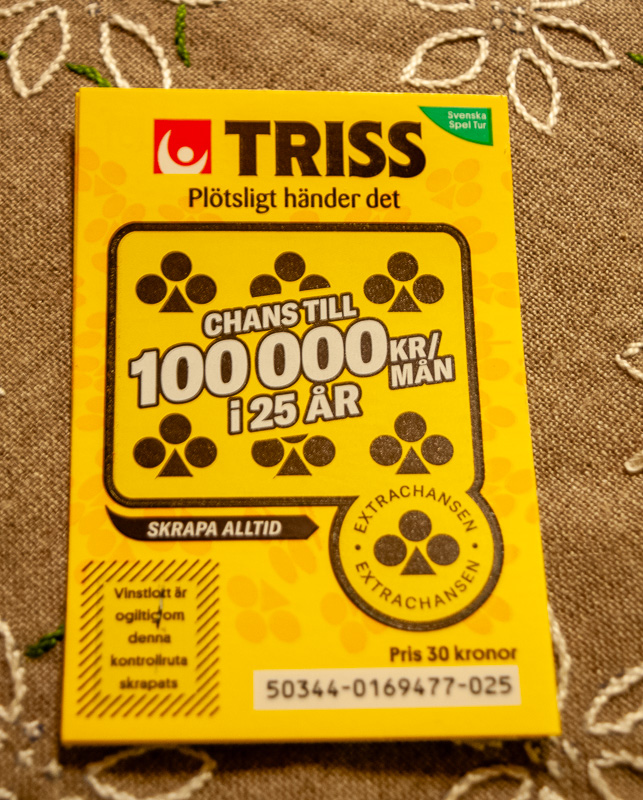 Svenska
Spel Tur
TRISS
Plötsligt händer det
CHANS TILL
100 000 KR/MÅN
i 25 ÅR
SKRAPA ALLTID
EXTRACHANSEN
EXTRACHANSEN
Vinstlott är
ogiltig om
denna
kontrollruta
skrapats
Pris 30 kronor
50344-0169477-025